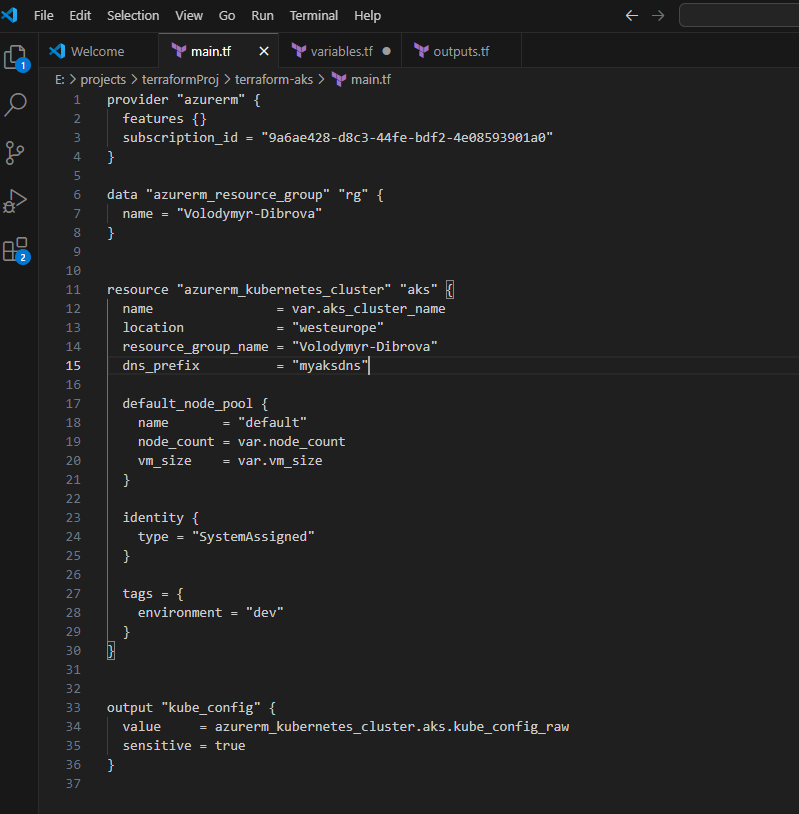 File Edit Selection View Go Run Terminal Help
Welcome main.tf variables.tf outputs.tf
E: > projects > terraformProj > terraform-aks > main.tf
1 provider "azurerm" {
2 features {}
3 subscription_id = "9a6ae428-d8c3-44fe-bdf2-4e08593901a0"
4 }
5
6 data "azurerm_resource_group" "rg" {
7 name = "Volodymyr-Dibrova"
8 }
9
10
11 resource "azurerm_kubernetes_cluster" "aks" {
12 name = var.aks_cluster_name
13 location = "westeurope"
14 resource_group_name = "Volodymyr-Dibrova"
15 dns_prefix = "myaksdns"
16
17 default_node_pool {
18 name = "default"
19 node_count = var.node_count
20 vm_size = var.vm_size
21 }
22
23 identity {
24 type = "SystemAssigned"
25 }
26
27 tags = {
28 environment = "dev"
29 }
30 }
31
32
33 output "kube_config" {
34 value = azurerm_kubernetes_cluster.aks.kube_config_raw
35 sensitive = true
36 }
37
1
2